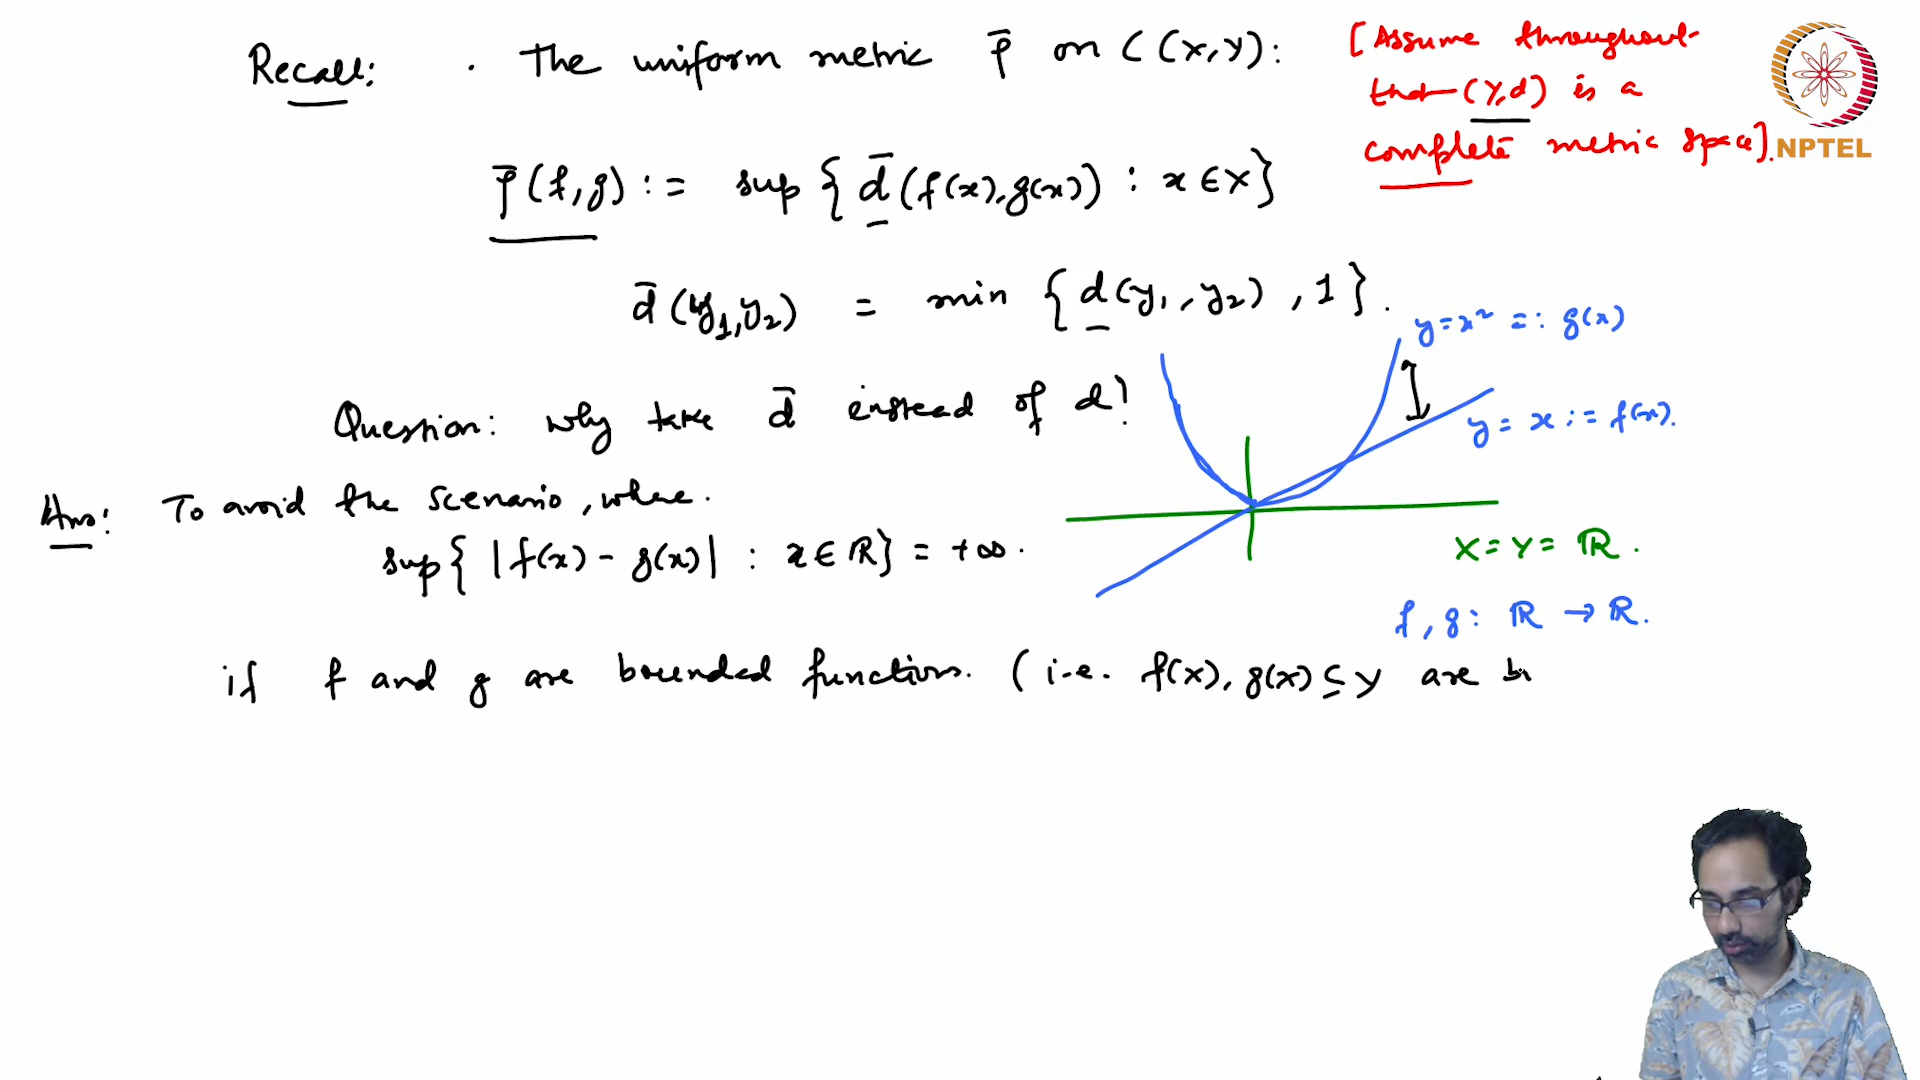 Recall: · The uniform metric ρ̄ on C(X,Y):
[Assume throughout
that (Y,d) is a
complete metric space].
NPTEL
ρ̄(f,g) := sup { d̄(f(x),g(x)) : x ∈ X }
d̄(y₁,y₂) = min { d(y₁,y₂), 1 }.
y=x² =: g(x)
y = x := f(x).
Question: why take d̄ instead of d?
Ans: To avoid the scenario, where.
sup{ |f(x) - g(x)| : x ∈ ℝ } = +∞.
X = Y = ℝ.
f, g: ℝ → ℝ.
if f and g are bounded functions. (i.e. f(X), g(X) ⊆ Y are b